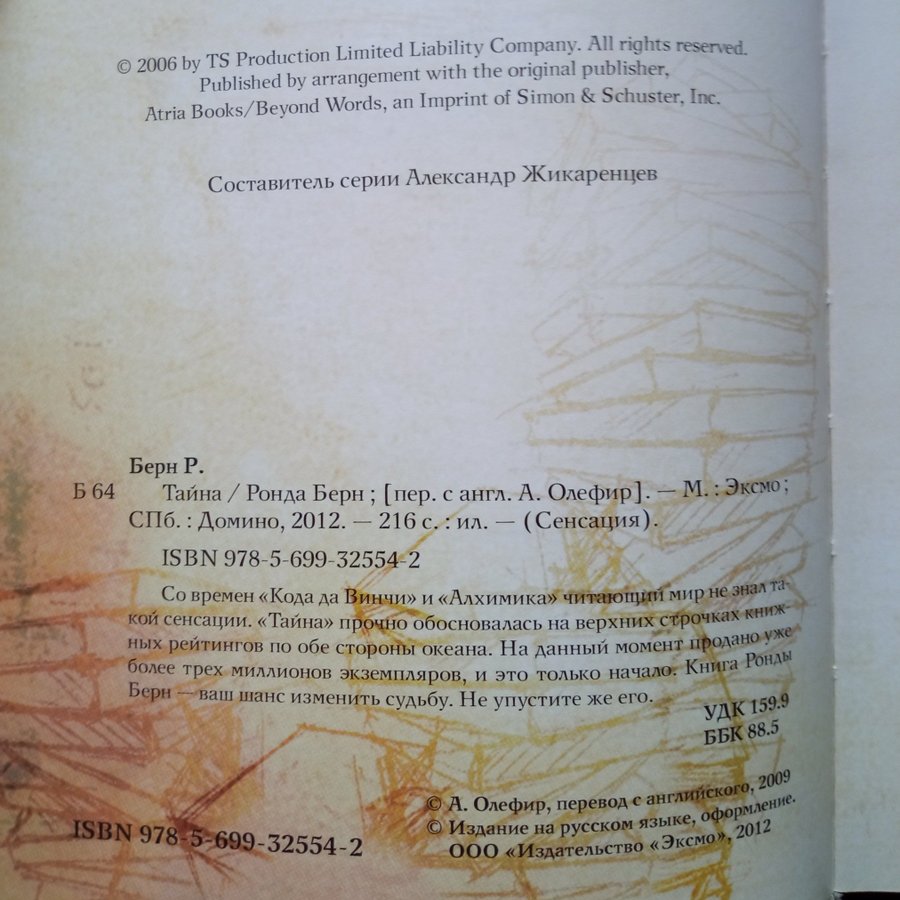 © 2006 by TS Production Limited Liability Company. All rights reserved.
Published by arrangement with the original publisher,
Atria Books/Beyond Words, an Imprint of Simon & Schuster, Inc.
Составитель серии Александр Жикаренцев
Берн Р.
Б 64 Тайна / Ронда Берн ; [пер. с англ. А. Олефир]. — М. : Эксмо ;
СПб. : Домино, 2012. — 216 с. : ил. — (Сенсация).
ISBN 978-5-699-32554-2
Со времен «Кода да Винчи» и «Алхимика» читающий мир не знал та-
кой сенсации. «Тайна» прочно обосновалась на верхних строчках книж-
ных рейтингов по обе стороны океана. На данный момент продано уже
более трех миллионов экземпляров, и это только начало. Книга Ронды
Берн — ваш шанс изменить судьбу. Не упустите же его.
УДК 159.9
ББК 88.5
© А. Олефир, перевод с английского, 2009
© Издание на русском языке, оформление.
ООО «Издательство «Эксмо», 2012
ISBN 978-5-699-32554-2